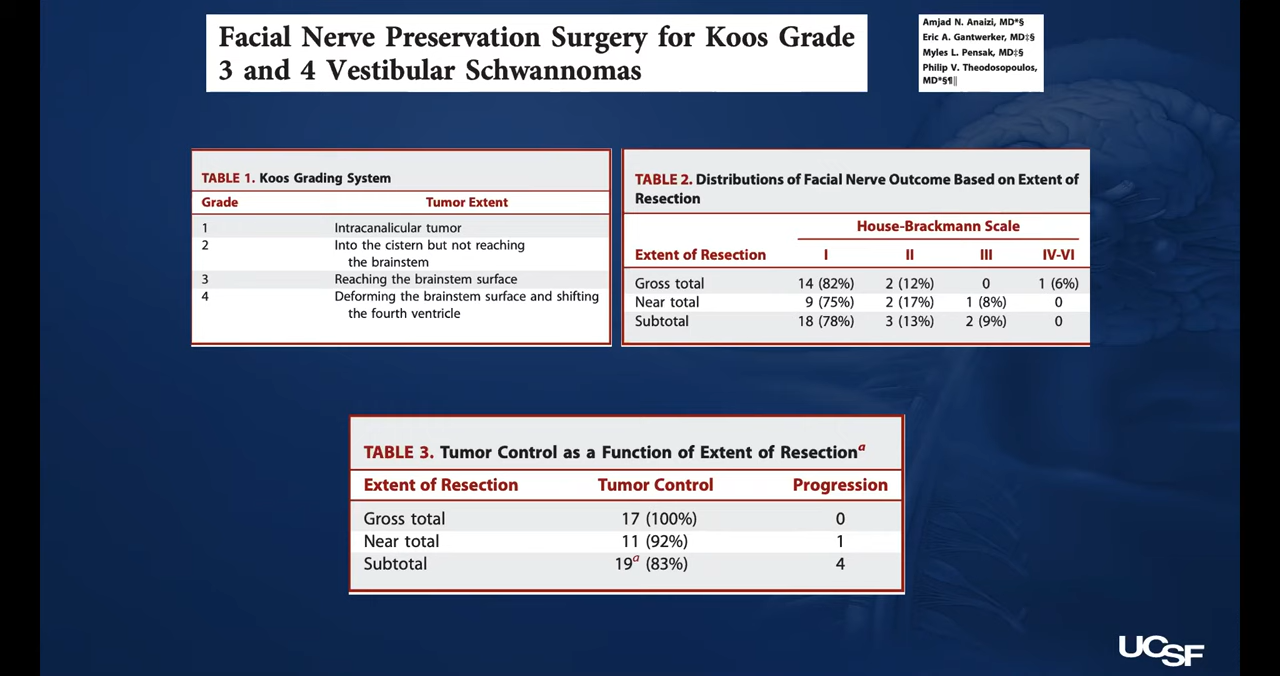 Facial Nerve Preservation Surgery for Koos Grade
3 and 4 Vestibular Schwannomas
Amjad N. Anaizi, MD*§
Eric A. Gantwerker, MD‡§
Myles L. Pensak, MD‡§
Philip V. Theodosopoulos,
MD*§¶||
TABLE 1. Koos Grading System
Grade Tumor Extent
1 Intracanalicular tumor
2 Into the cistern but not reaching
the brainstem
3 Reaching the brainstem surface
4 Deforming the brainstem surface and shifting
the fourth ventricle
TABLE 2. Distributions of Facial Nerve Outcome Based on Extent of
Resection
House-Brackmann Scale
Extent of Resection I II III IV-VI
Gross total 14 (82%) 2 (12%) 0 1 (6%)
Near total 9 (75%) 2 (17%) 1 (8%) 0
Subtotal 18 (78%) 3 (13%) 2 (9%) 0
TABLE 3. Tumor Control as a Function of Extent of Resectionᵃ
Extent of Resection Tumor Control Progression
Gross total 17 (100%) 0
Near total 11 (92%) 1
Subtotal 19ᵃ (83%) 4
UCSF